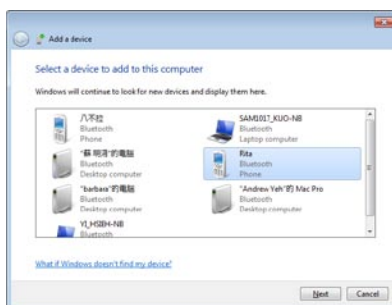 Add a device
Select a device to add to this computer
Windows will continue to look for new devices and display them here.
八不拉
Bluetooth
Phone
SAM1017_KUO-NB
Bluetooth
Laptop computer
"蘇 明清"的電腦
Bluetooth
Desktop computer
Rita
Bluetooth
Phone
"barbara"的電腦
Bluetooth
Desktop computer
"Andrew Yeh"的 Mac Pro
Bluetooth
Desktop computer
YI_HSIEH-NB
Bluetooth
What if Windows doesn't find my device?
Next
Cancel